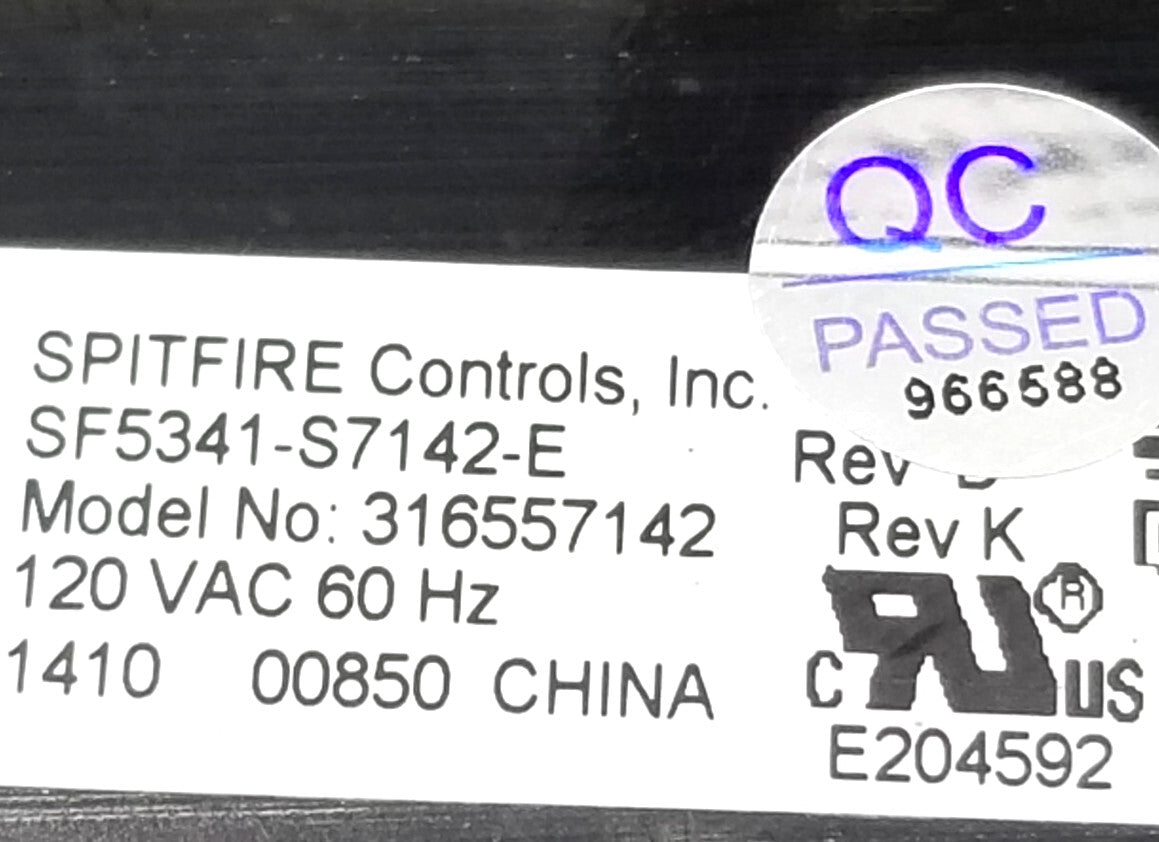 QC
PASSED
966588
SPITFIRE Controls, Inc.
SF5341-S7142-E
Rev
Model No: 316557142
Rev K
120 VAC 60 Hz
1410 00850 CHINA
C RU ® US
E204592